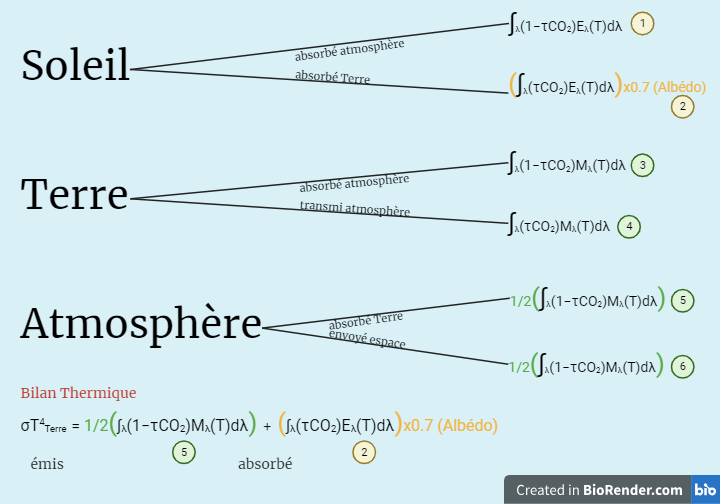 ∫λ(1−τCO₂)Eλ(T)dλ 1
absorbé atmosphère
Soleil
absorbé Terre
(∫λ(τCO₂)Eλ(T)dλ)x0.7 (Albédo)
2
∫λ(1−τCO₂)Mλ(T)dλ 3
absorbé atmosphère
Terre
transmi atmosphère
∫λ(τCO₂)Mλ(T)dλ 4
1/2(∫λ(1−τCO₂)Mλ(T)dλ) 5
absorbé Terre
Atmosphère
envoyé espace
1/2(∫λ(1−τCO₂)Mλ(T)dλ) 6
Bilan Thermique
σT⁴Terre = 1/2(∫λ(1−τCO₂)Mλ(T)dλ) + (∫λ(τCO₂)Eλ(T)dλ)x0.7 (Albédo)
5 2
émis absorbé
Created in BioRender.com bio